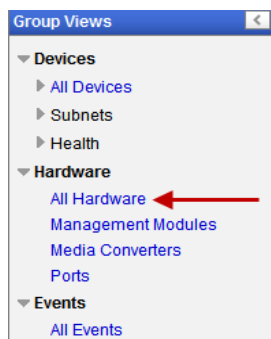 Group Views
Devices
All Devices
Subnets
Health
Hardware
All Hardware
Management Modules
Media Converters
Ports
Events
All Events